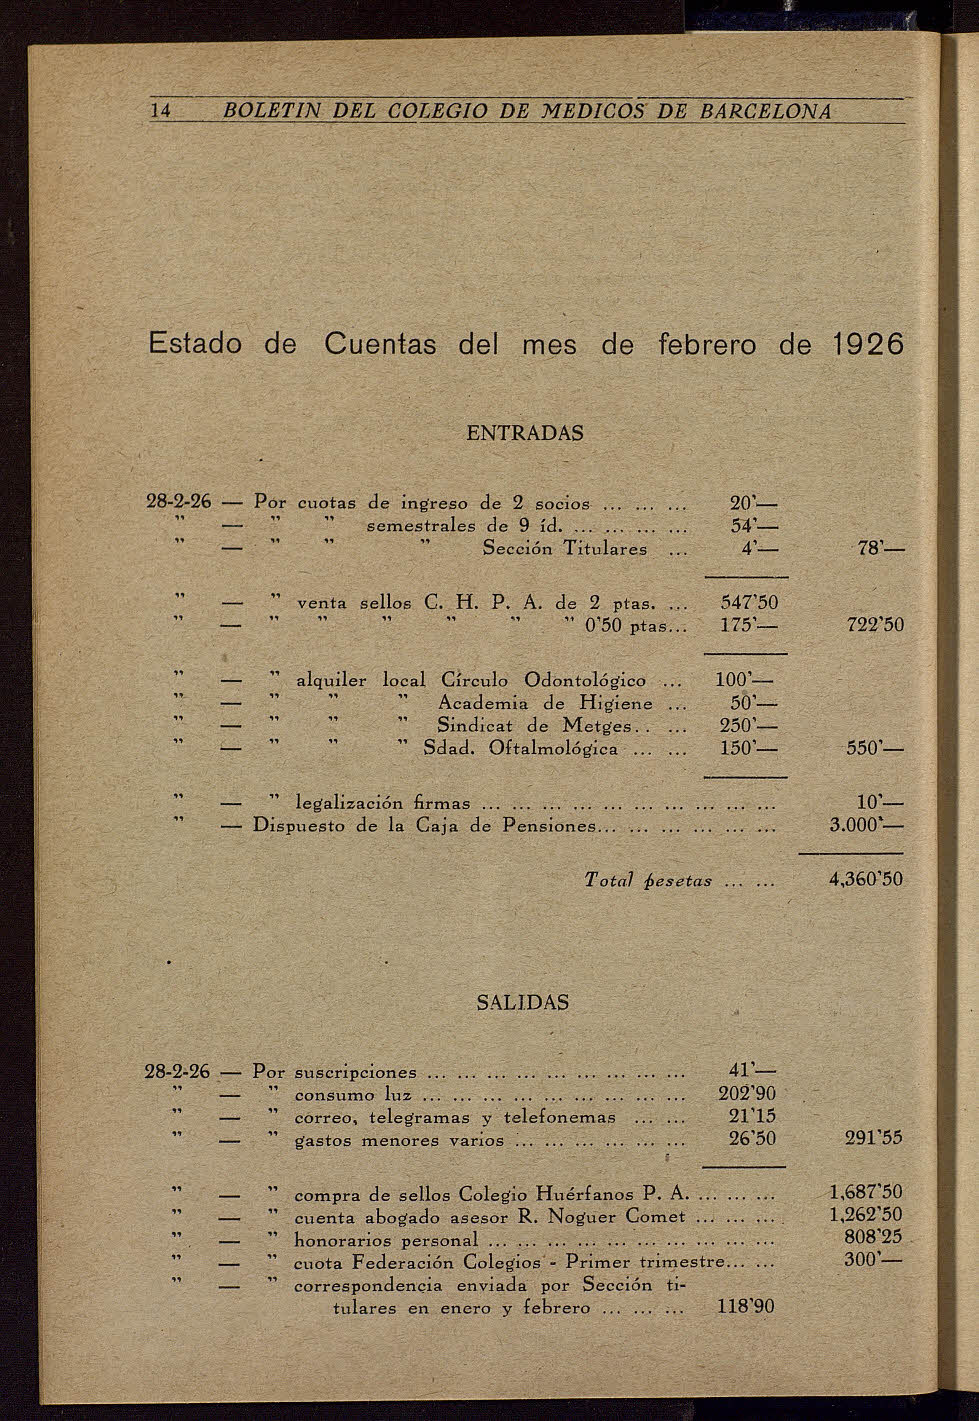 14 BOLETIN DEL COLEGIO DE MEDICOS DE BARCELONA
Estado de Cuentas del mes de febrero de 1926
ENTRADAS
28-2-26 — Por cuotas de ingreso de 2 socios ... ... ... 20'—
" — " " semestrales de 9 íd. ... ... ... ... 54'—
" — " " " Sección Titulares ... 4'— 78'—
" — " venta sellos C. H. P. A. de 2 ptas. ... 547'50
" — " " " " " " 0'50 ptas... 175'— 722'50
" — " alquiler local Círculo Odontológico ... 100'—
" — " " " Academia de Higiene ... 50'—
" — " " " Sindicat de Metges. . ... 250'—
" — " " " Sdad. Oftalmológica ... ... 150'— 550'—
" — " legalización firmas ... ... ... ... ... ... ... ... ... ... 10'—
" — Dispuesto de la Caja de Pensiones... ... ... ... ... ... 3.000'—
Total pesetas ... ... 4,360'50
SALIDAS
28-2-26 — Por suscripciones ... ... ... ... ... ... ... ... ... 41'—
" — " consumo luz ... ... ... ... ... ... ... ... ... 202'90
" — " correo, telegramas y telefonemas ... ... 21'15
" — " gastos menores varios ... ... ... ... ... ... 26'50 291'55
" — " compra de sellos Colegio Huérfanos P. A. ... ... ... 1,687'50
" — " cuenta abogado asesor R. Noguer Comet ... ... ... 1,262'50
" — " honorarios personal ... ... ... ... ... ... ... ... ... ... 808'25
" — " cuota Federación Colegios - Primer trimestre... ... 300'—
" — " correspondencia enviada por Sección ti-
tulares en enero y febrero ... ... ... 118'90